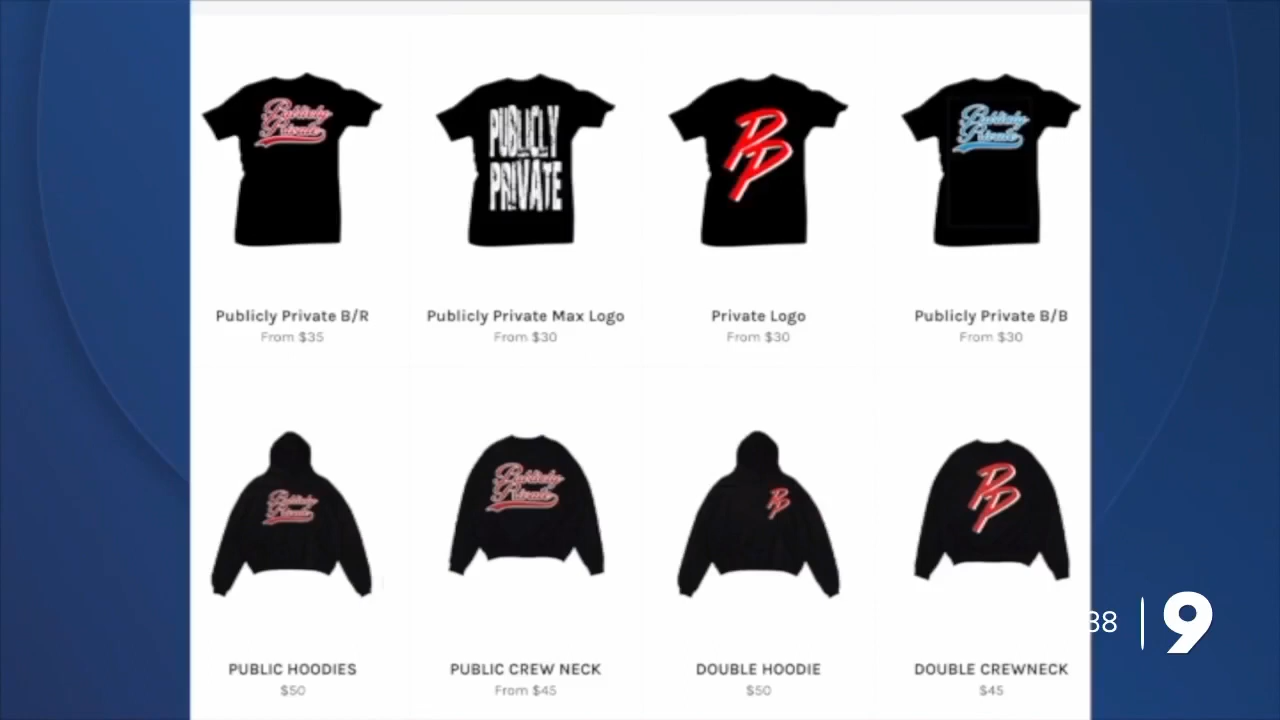 Publicly
Private
PUBLICLY
PRIVATE
PP
Publicly
Private
Publicly Private B/R
Publicly Private Max Logo
Private Logo
Publicly Private B/B
From $35
From $30
From $30
From $30
Publicly
Private
Publicly
Private
PP
PP
PUBLIC HOODIES
PUBLIC CREW NECK
DOUBLE HOODIE
DOUBLE CREWNECK
$50
From $45
$50
$45
38
9